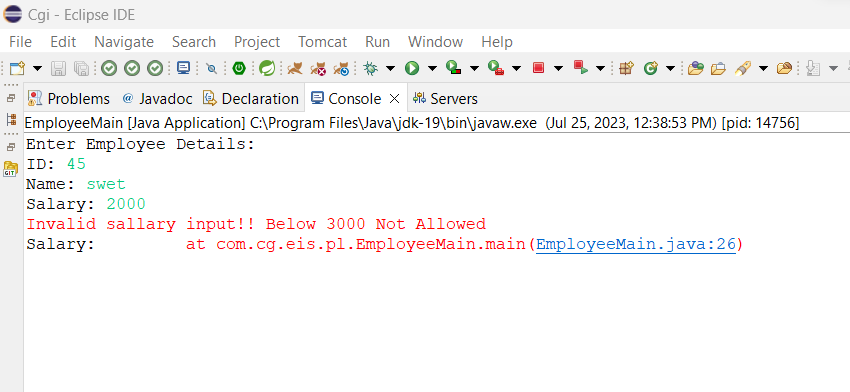 Cgi - Eclipse IDE
File Edit Navigate Search Project Tomcat Run Window Help
Problems @ Javadoc Declaration Console Servers
EmployeeMain [Java Application] C:\Program Files\Java\jdk-19\bin\javaw.exe (Jul 25, 2023, 12:38:53 PM) [pid: 14756]
Enter Employee Details:
ID: 45
Name: swet
Salary: 2000
Invalid sallary input!! Below 3000 Not Allowed
Salary: at com.cg.eis.pl.EmployeeMain.main(EmployeeMain.java:26)
GIT